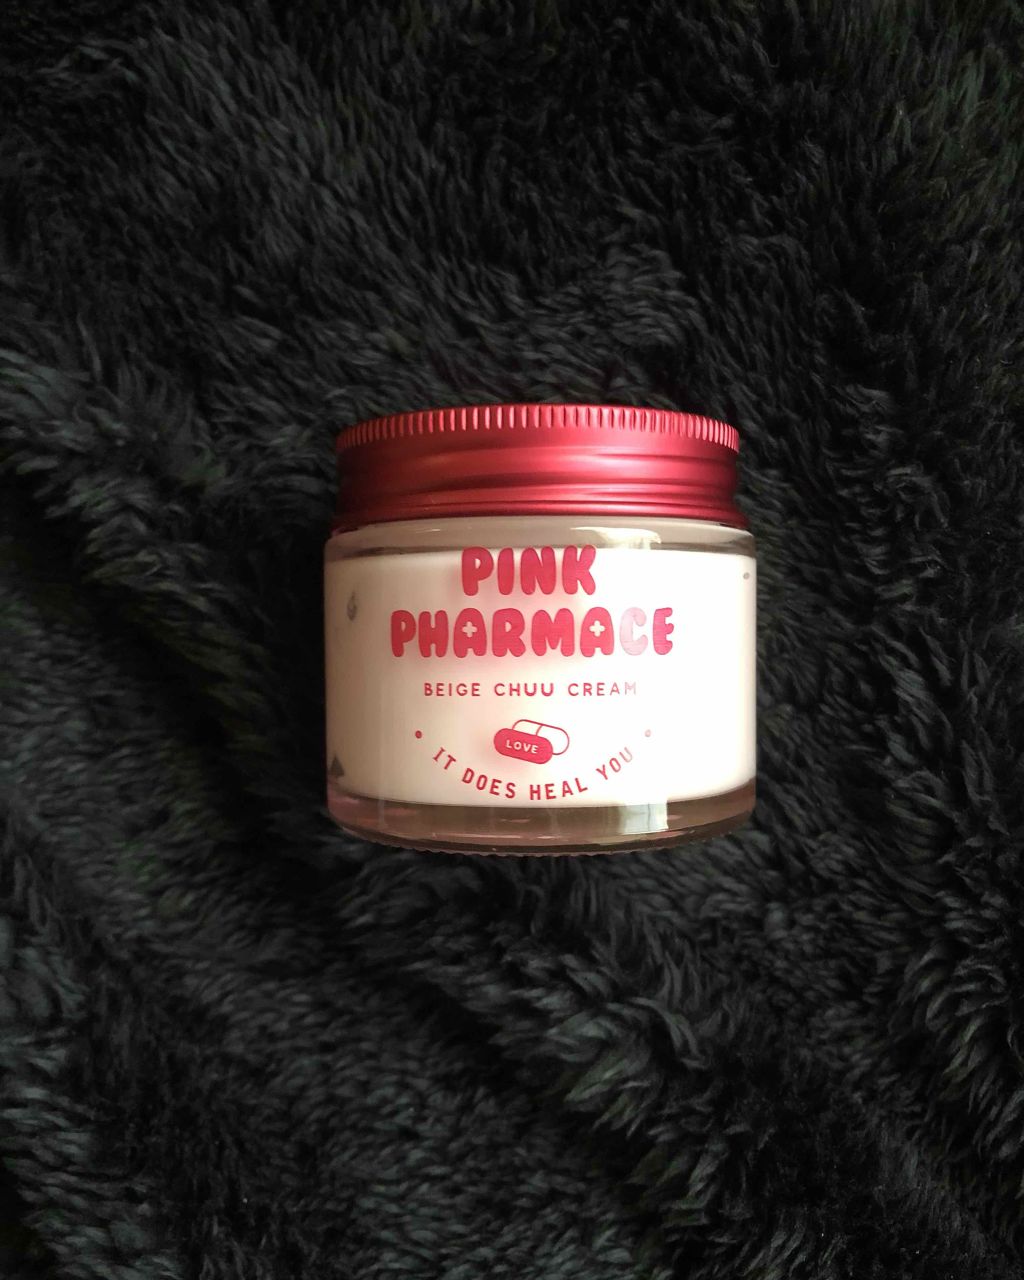 PINK
PHARMACE
BEIGE CHUU CREAM
LOVE
• IT DOES HEAL YOU •